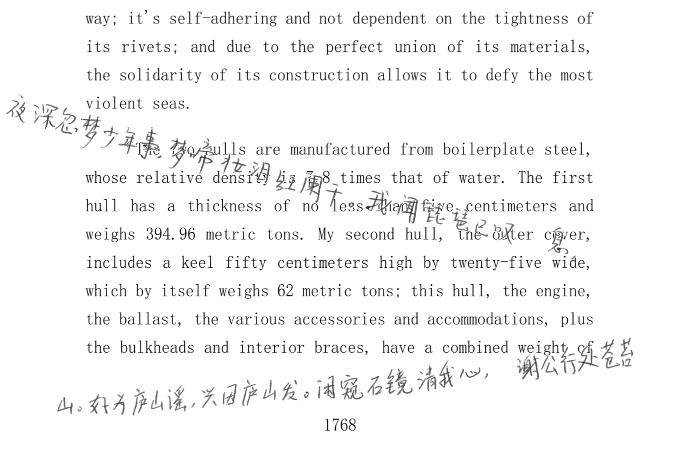 way; it's self-adhering and not dependent on the tightness of
its rivets; and due to the perfect union of its materials,
the solidarity of its construction allows it to defy the most
violent seas.
夜深忽梦少年事，梦啼妆泪红阑干。我闻琵琶已叹息，
The two hulls are manufactured from boilerplate steel,
whose relative density is 7.8 times that of water. The first
hull has a thickness of no less than five centimeters and
weighs 394.96 metric tons. My second hull, the outer cover,
includes a keel fifty centimeters high by twenty-five wide,
which by itself weighs 62 metric tons; this hull, the engine,
the ballast, the various accessories and accommodations, plus
the bulkheads and interior braces, have a combined weight of
山。好为庐山谣，兴因庐山发。闲窥石镜清我心，谢公行处苍苔
1768